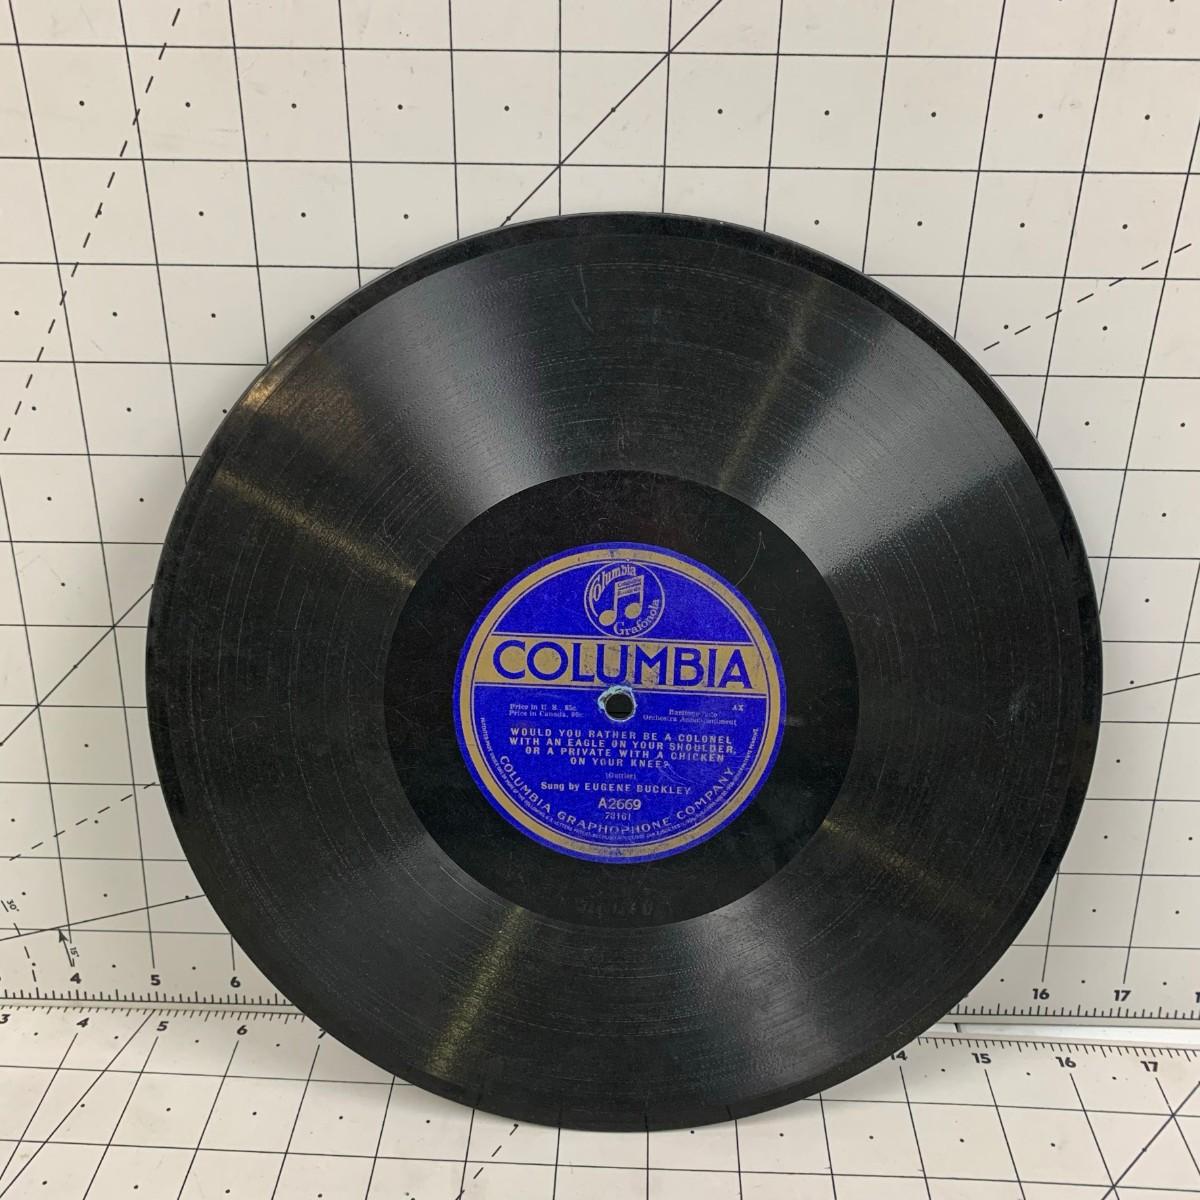 Columbia
Grafonola
COLUMBIA
Price in U. S., 85c.
Price in Canada, 90c.
Baritone Solo
Orchestra Accompaniment
AX
WOULD YOU RATHER BE A COLONEL
WITH AN EAGLE ON YOUR SHOULDER,
OR A PRIVATE WITH A CHICKEN
ON YOUR KNEE?
Sung by EUGENE BUCKLEY
A2669
78161
COLUMBIA GRAPHOPHONE COMPANY
4 5 6 16 17
3 4 5 6 7 14 15 16 17